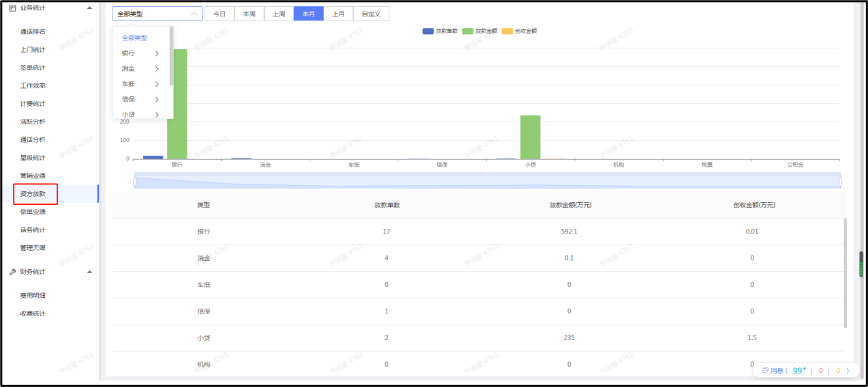 业务统计
通话排名
上门统计
签单统计
工作效率
计费统计
活跃分析
通话分析
星级统计
营销业绩
资方放款
做单业绩
话务统计
管理大屏
财务统计
费用明细
收费统计
全部类型 今日 本周 上周 本月 上月 自定义
全部类型
银行
消金
车抵
信保
小贷
放款单数 放款金额 创收金额
200
100
0
银行 消金 车抵 信保 小贷 机构 公积金
类型 放款单数 放款金额(万元) 创收金额(万元)
银行 17 592.1 0.01
消金 4 0.1 0
车抵 0 0 0
信保 1 0 0
小贷 2 235 1.5
机构 0 0 0
消息 ( 99+ | 0 | 0 )